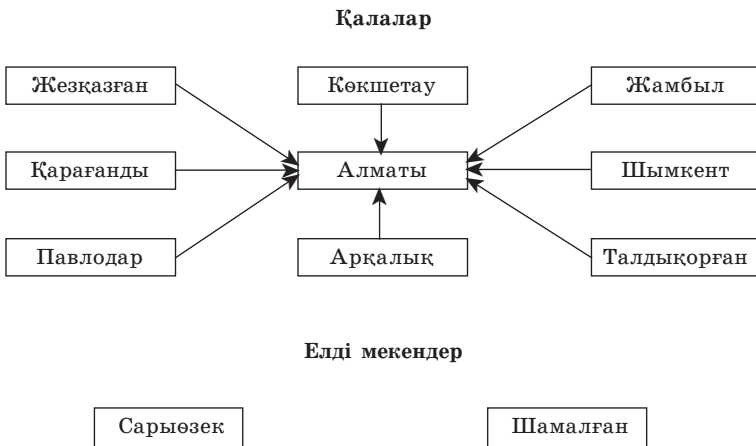 Қалалар
Жезқазған Көкшетау Жамбыл
Қарағанды Алматы Шымкент
Павлодар Арқалық Талдықорған
Елді мекендер
Сарыөзек Шамалған